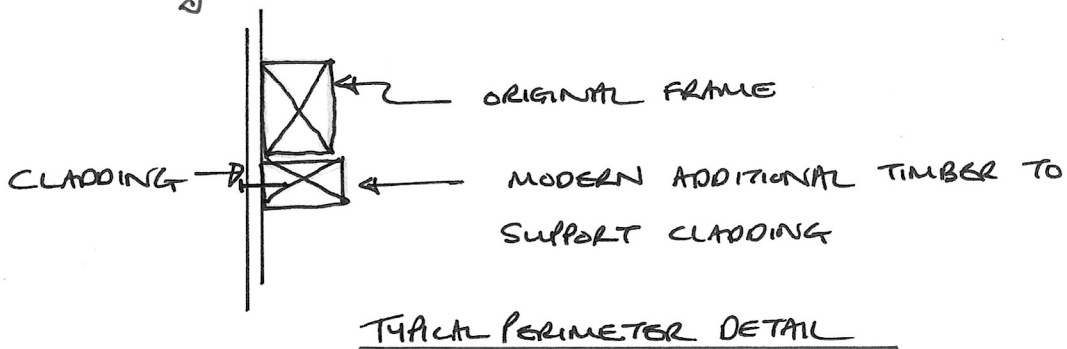 ORIGINAL FRAME
CLADDING
MODERN ADDITIONAL TIMBER TO
SUPPORT CLADDING
TYPICAL PERIMETER DETAIL